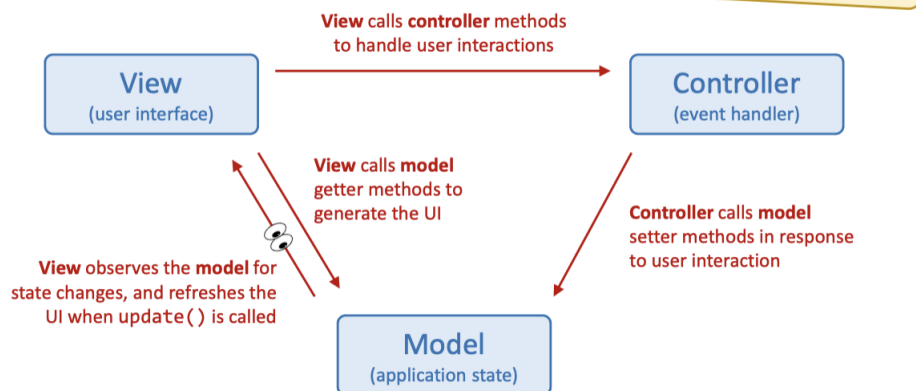 View calls controller methods
to handle user interactions
View
(user interface)
Controller
(event handler)
View calls model
getter methods to
generate the UI
Controller calls model
setter methods in response
to user interaction
View observes the model for
state changes, and refreshes the
UI when update() is called
Model
(application state)